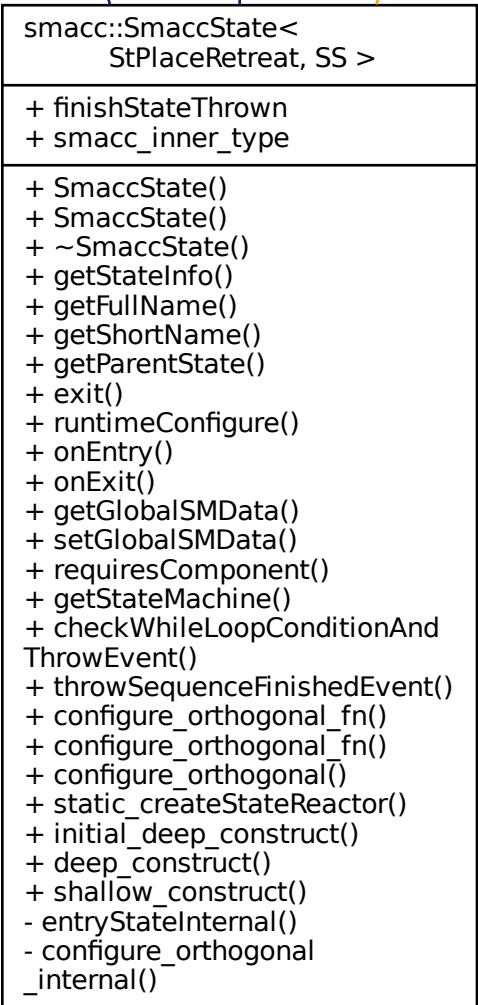 smacc::SmaccState<
StPlaceRetreat, SS >
+ finishStateThrown
+ smacc_inner_type
+ SmaccState()
+ SmaccState()
+ ~SmaccState()
+ getStateInfo()
+ getFullName()
+ getShortName()
+ getParentState()
+ exit()
+ runtimeConfigure()
+ onEntry()
+ onExit()
+ getGlobalSMData()
+ setGlobalSMData()
+ requiresComponent()
+ getStateMachine()
+ checkWhileLoopConditionAnd
ThrowEvent()
+ throwSequenceFinishedEvent()
+ configure_orthogonal_fn()
+ configure_orthogonal_fn()
+ configure_orthogonal()
+ static_createStateReactor()
+ initial_deep_construct()
+ deep_construct()
+ shallow_construct()
- entryStateInternal()
- configure_orthogonal
_internal()